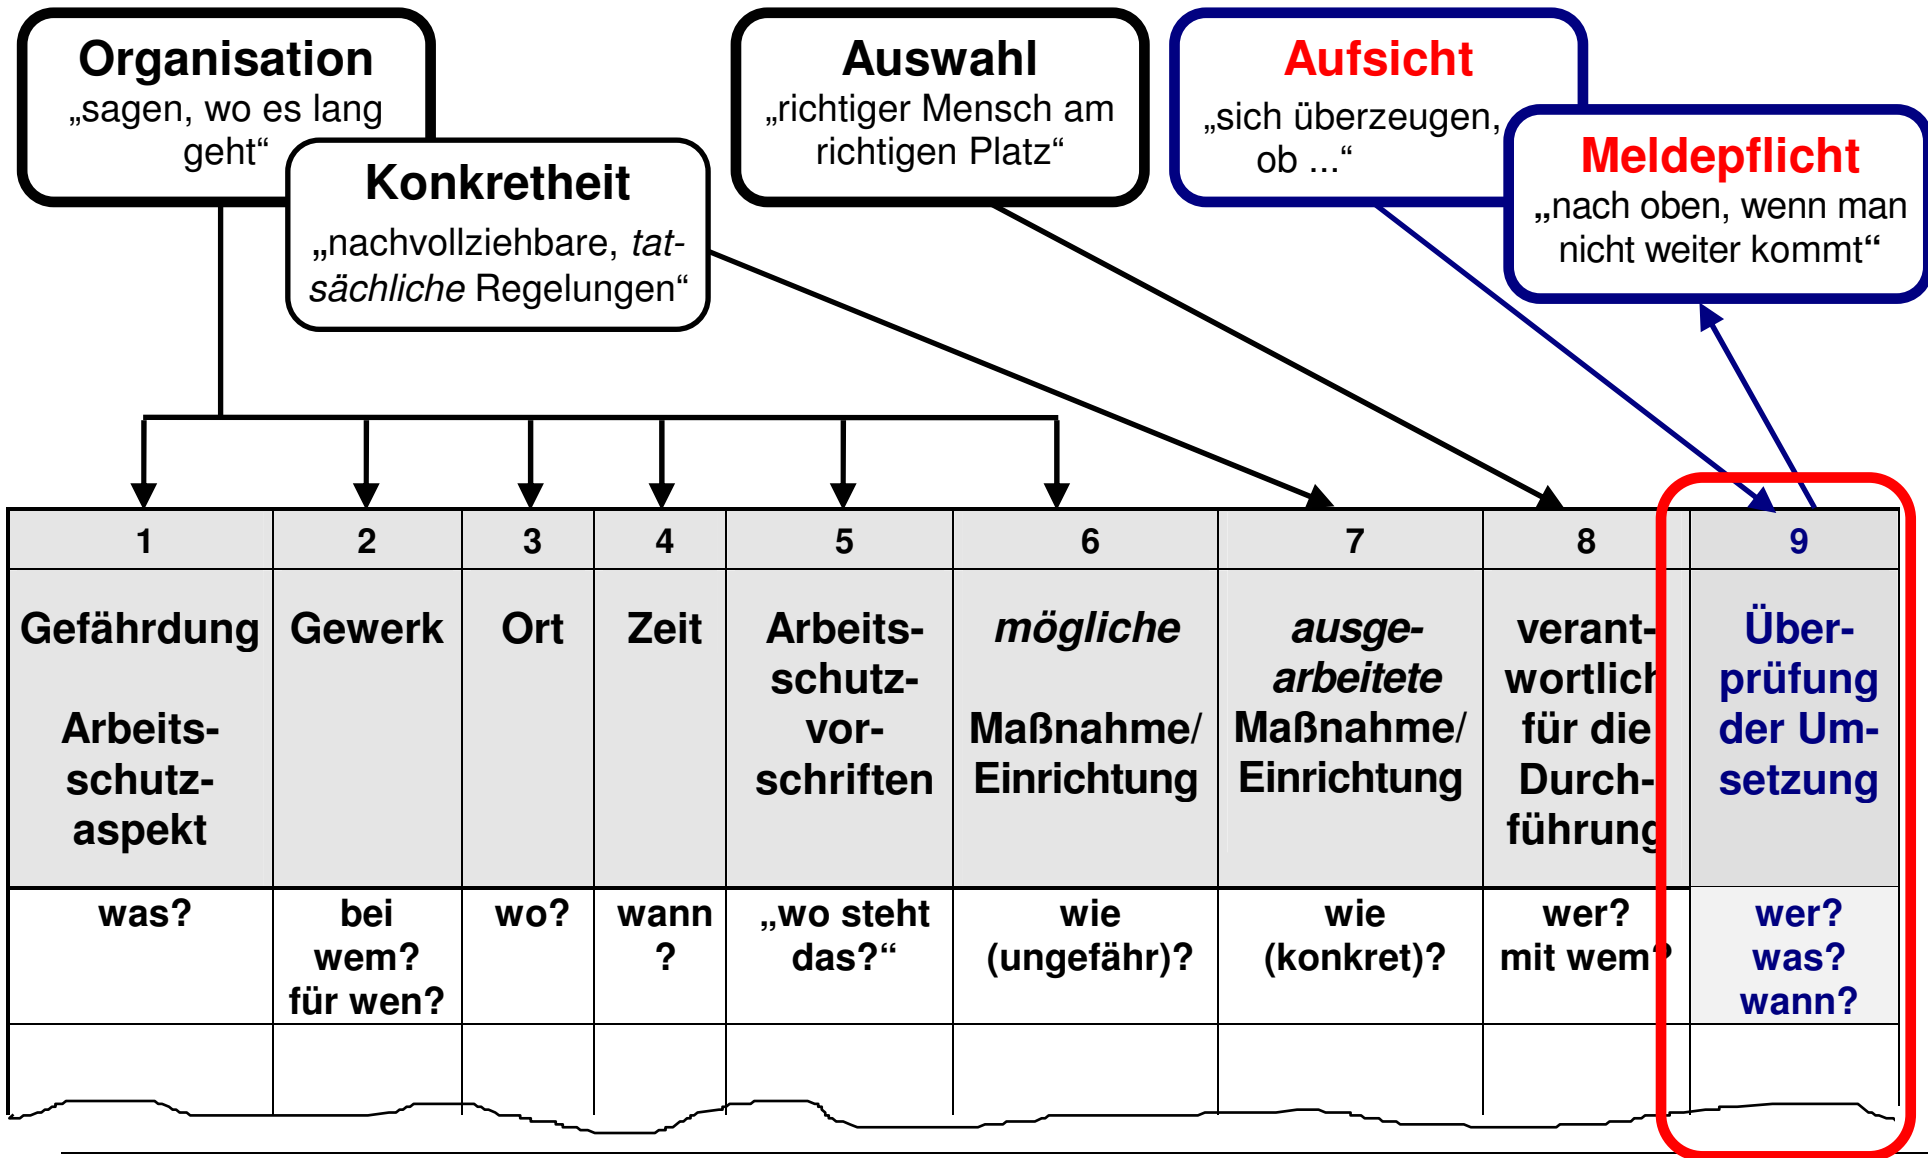 Organisation
„sagen, wo es lang
geht“
Konkretheit
„nachvollziehbare, tat-
sächliche Regelungen“
Auswahl
„richtiger Mensch am
richtigen Platz“
Aufsicht
„sich überzeugen,
ob ...“
Meldepflicht
„nach oben, wenn man
nicht weiter kommt“
1 2 3 4 5 6 7 8 9
Gefährdung
Arbeits-
schutz-
aspekt
Gewerk
Ort
Zeit
Arbeits-
schutz-
vor-
schriften
mögliche
Maßnahme/
Einrichtung
ausge-
arbeitete
Maßnahme/
Einrichtung
verant-
wortlich
für die
Durch-
führung
Über-
prüfung
der Um-
setzung
was?
bei
wem?
für wen?
wo?
wann
?
„wo steht
das?“
wie
(ungefähr)?
wie
(konkret)?
wer?
mit wem?
wer?
was?
wann?